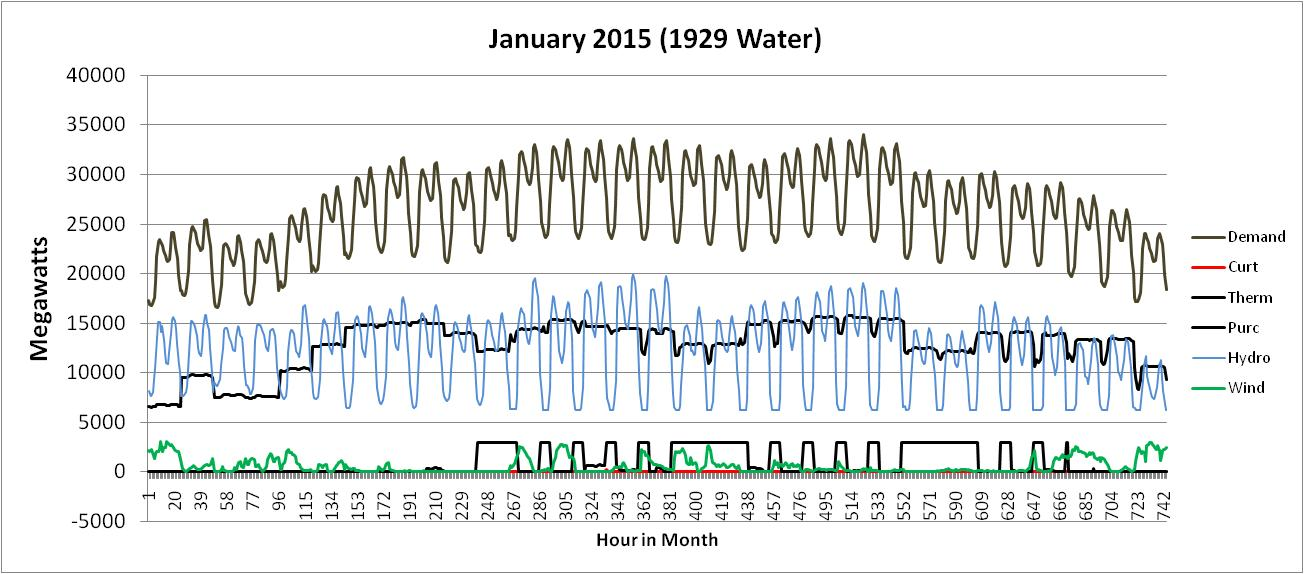 January 2015 (1929 Water)
40000
35000
30000
25000
20000
15000
10000
5000
0
-5000
Megawatts
1 20 39 58 77 96 115 134 153 172 191 210 229 248 267 286 305 324 343 362 381 400 419 438 457 476 495 514 533 552 571 590 609 628 647 666 685 704 723 742
Hour in Month
Demand
Curt
Therm
Purc
Hydro
Wind